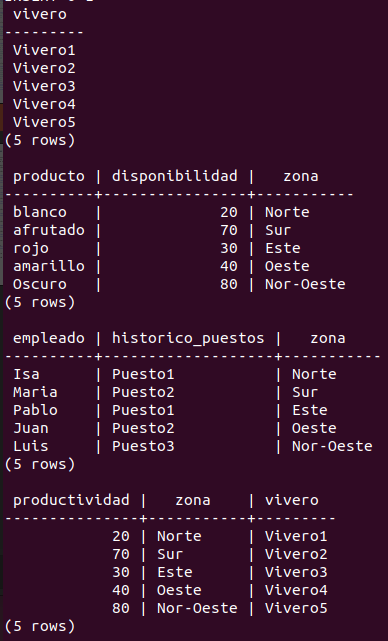 vivero
---------
Vivero1
Vivero2
Vivero3
Vivero4
Vivero5
(5 rows)
producto | disponibilidad |   zona
----------+----------------+-----------
blanco   |             20 | Norte
afrutado |             70 | Sur
rojo     |             30 | Este
amarillo |             40 | Oeste
Oscuro   |             80 | Nor-Oeste
(5 rows)
empleado | historico_puestos |   zona
----------+-------------------+-----------
Isa      | Puesto1           | Norte
Maria    | Puesto2           | Sur
Pablo    | Puesto1           | Este
Juan     | Puesto2           | Oeste
Luis     | Puesto3           | Nor-Oeste
(5 rows)
productividad |   zona    | vivero
---------------+-----------+---------
20 | Norte     | Vivero1
70 | Sur       | Vivero2
30 | Este      | Vivero3
40 | Oeste     | Vivero4
80 | Nor-Oeste | Vivero5
(5 rows)